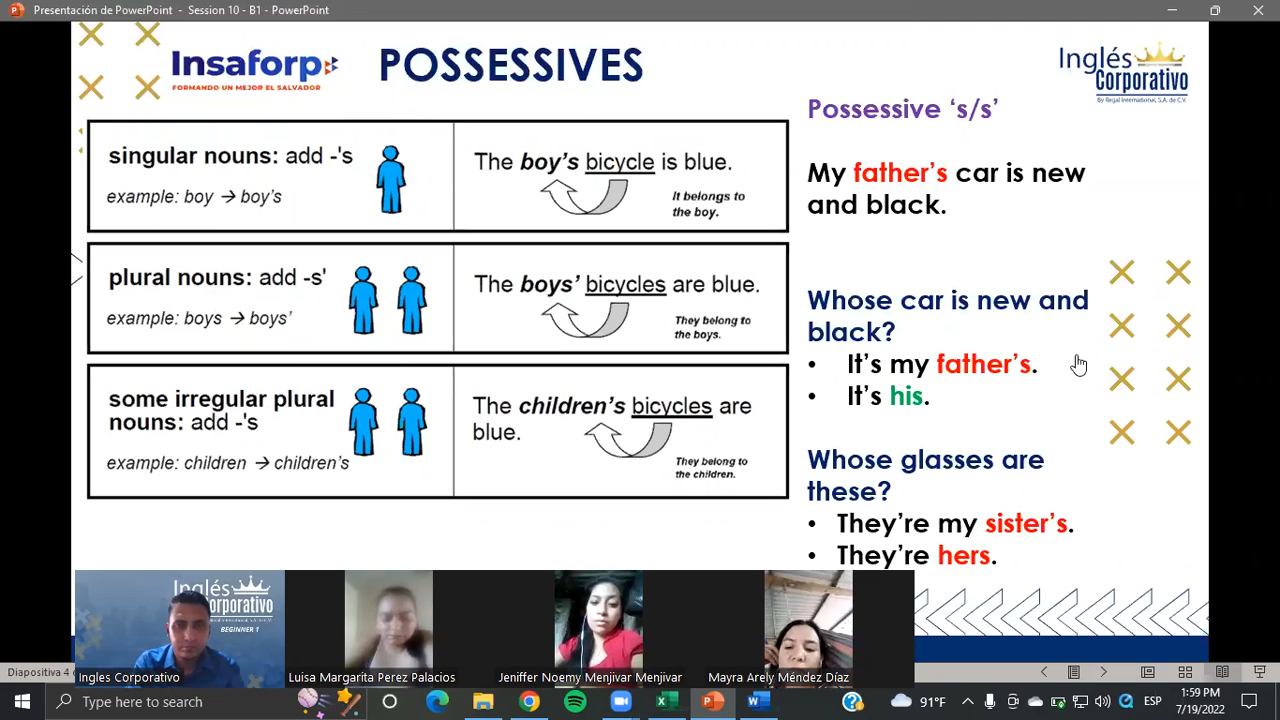 Presentación de PowerPoint - Session 10 - B1 - PowerPoint
Insaforp
FORMANDO UN MEJOR EL SALVADOR
POSSESSIVES
Inglés
Corporativo
By Regal International, S.A. de C.V.
singular nouns: add -'s
example: boy → boy's
The boy's bicycle is blue.
It belongs to
the boy.
plural nouns: add -s'
example: boys → boys'
The boys' bicycles are blue.
They belong to
the boys.
some irregular plural
nouns: add -'s
example: children → children's
The children's bicycles are
blue.
They belong to
the children.
Possessive ‘s/s’
My father’s car is new
and black.
Whose car is new and
black?
• It’s my father’s.
• It’s his.
Whose glasses are
these?
• They’re my sister’s.
• They’re hers.
Inglés
Corporativo
BEGINNER 1
Ingles Corporativo
Luisa Margarita Perez Palacios
Jeniffer Noemy Menjivar Menjivar
Mayra Arely Méndez Díaz
Diapositiva 4
Type here to search
91°F
ESP
1:59 PM
7/19/2022